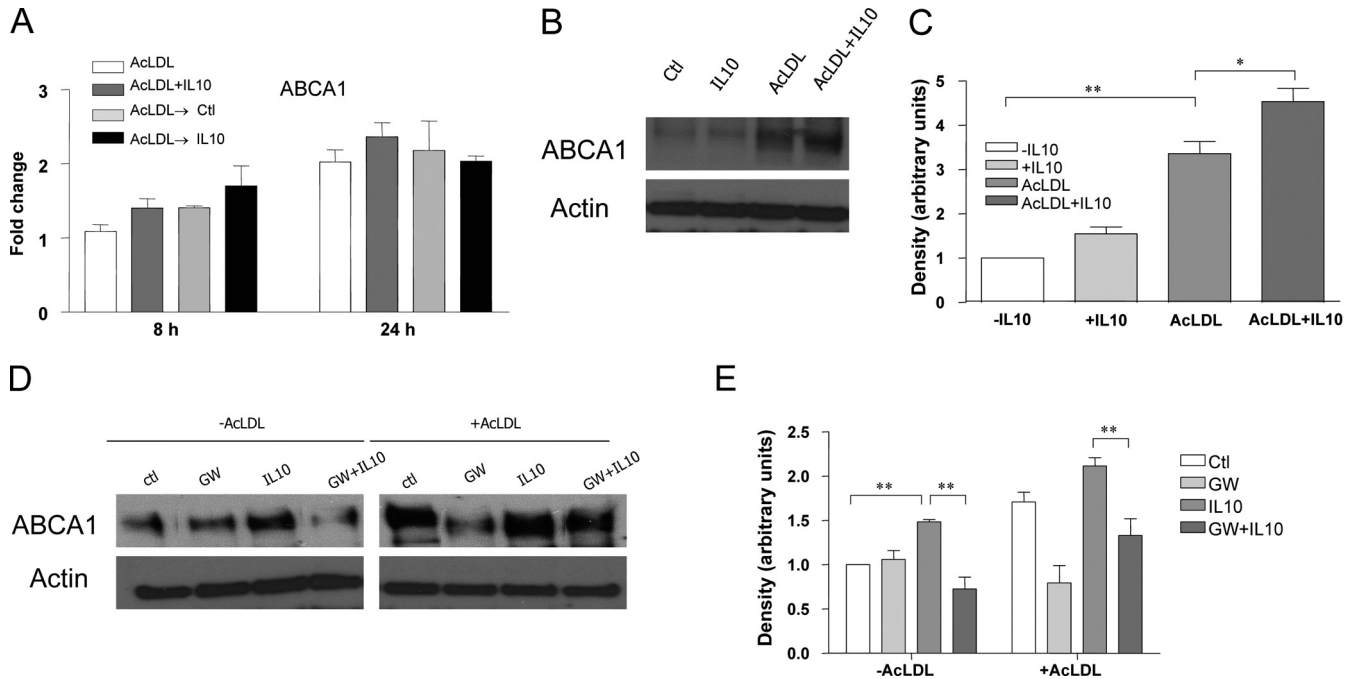 A
AcLDL
AcLDL+IL10
AcLDL→ Ctl
AcLDL→ IL10
ABCA1
Fold change
3
2
1
0
8 h
24 h
B
Ctl
IL10
AcLDL
AcLDL+IL10
ABCA1
Actin
C
Density (arbitrary units)
5
4
3
2
1
0
**
*
-IL10
+IL10
AcLDL
AcLDL+IL10
-IL10
+IL10
AcLDL
AcLDL+IL10
D
-AcLDL
+AcLDL
ctl
GW
IL10
GW+IL10
ctl
GW
IL10
GW+IL10
ABCA1
Actin
E
Density (arbitrary units)
2.5
2.0
1.5
1.0
0.5
0.0
**
**
**
-AcLDL
+AcLDL
Ctl
GW
IL10
GW+IL10